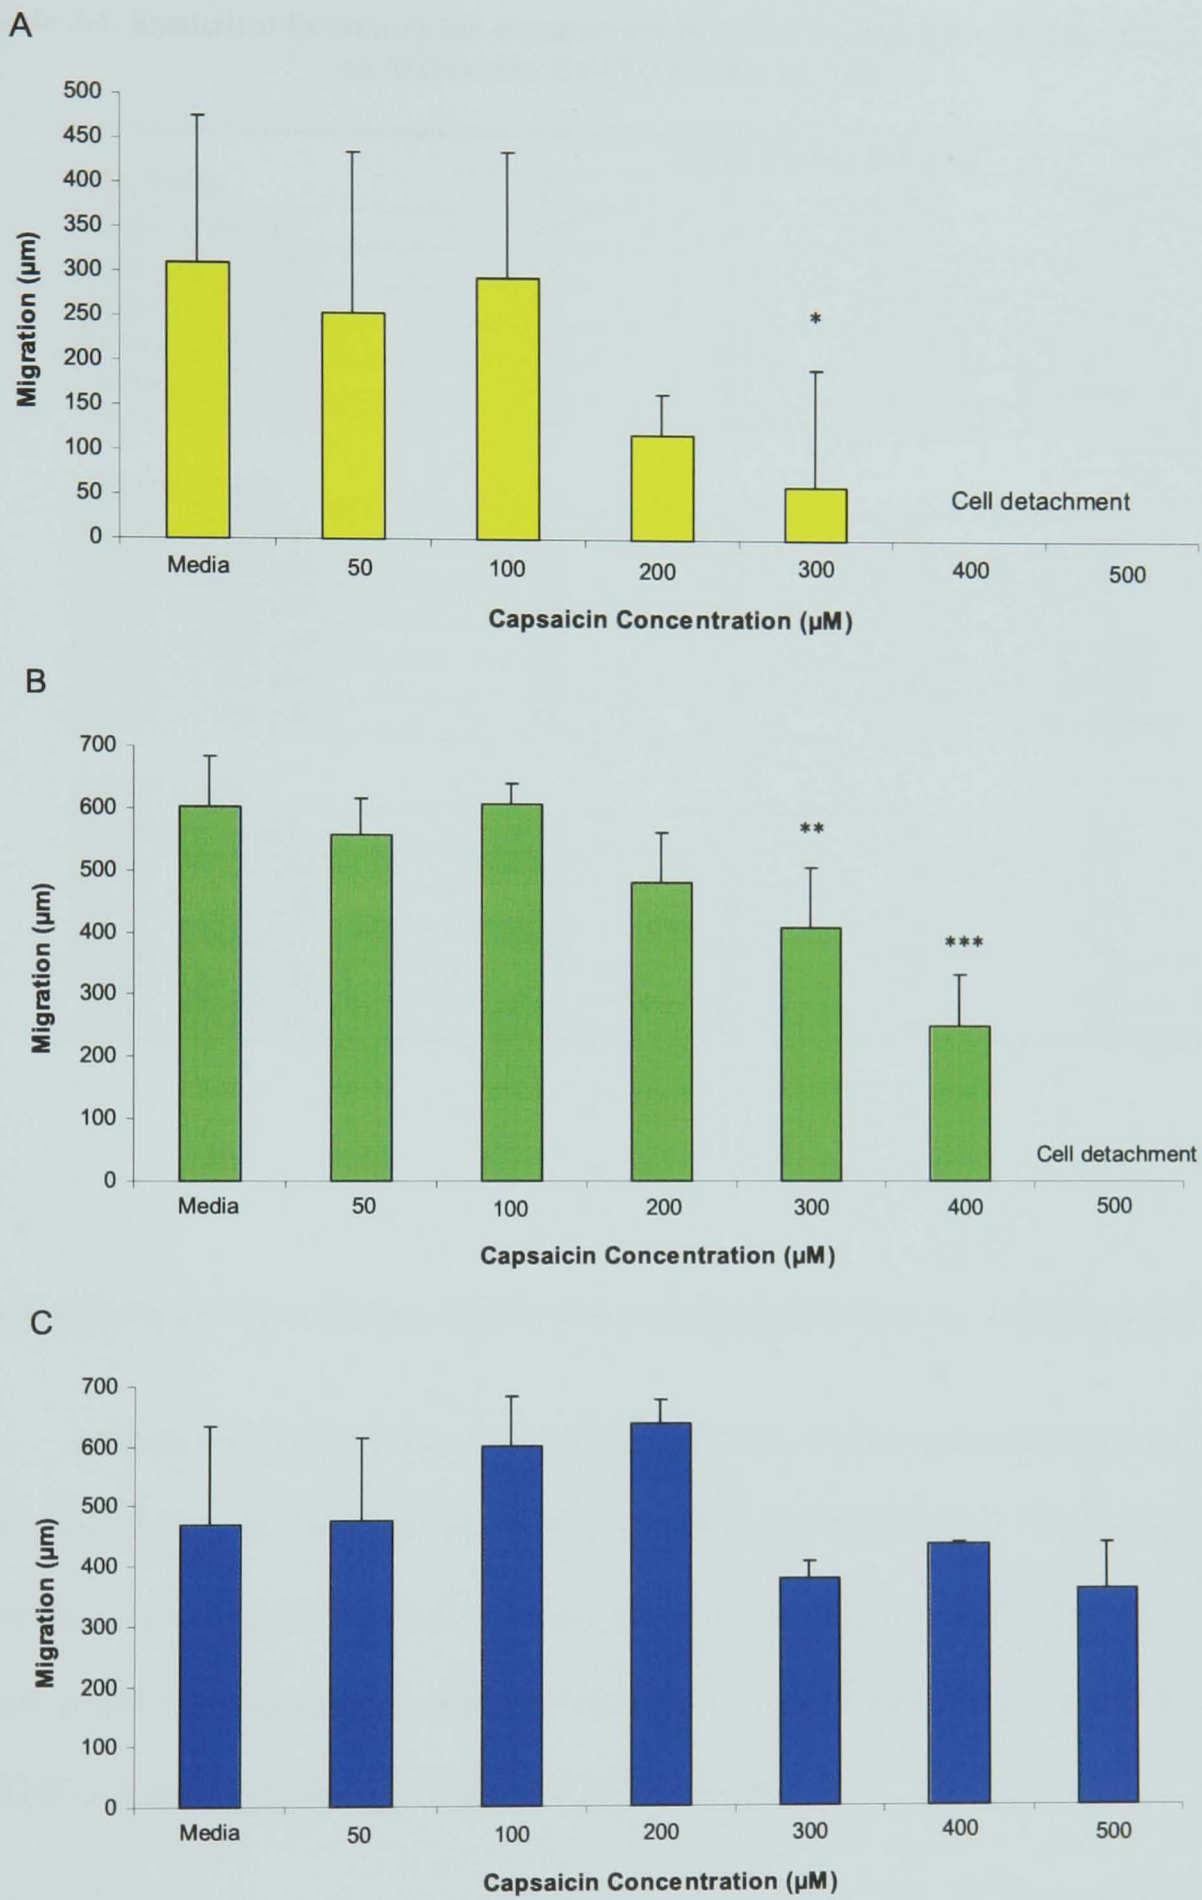 A
500
450
400
350
300
250
200
150
100
50
0
Migration (µm)
*
Cell detachment
Media 50 100 200 300 400 500
Capsaicin Concentration (µM)
B
700
600
500
400
300
200
100
0
Migration (µm)
**
***
Cell detachment
Media 50 100 200 300 400 500
Capsaicin Concentration (µM)
C
700
600
500
400
300
200
100
0
Migration (µm)
Media 50 100 200 300 400 500
Capsaicin Concentration (µM)